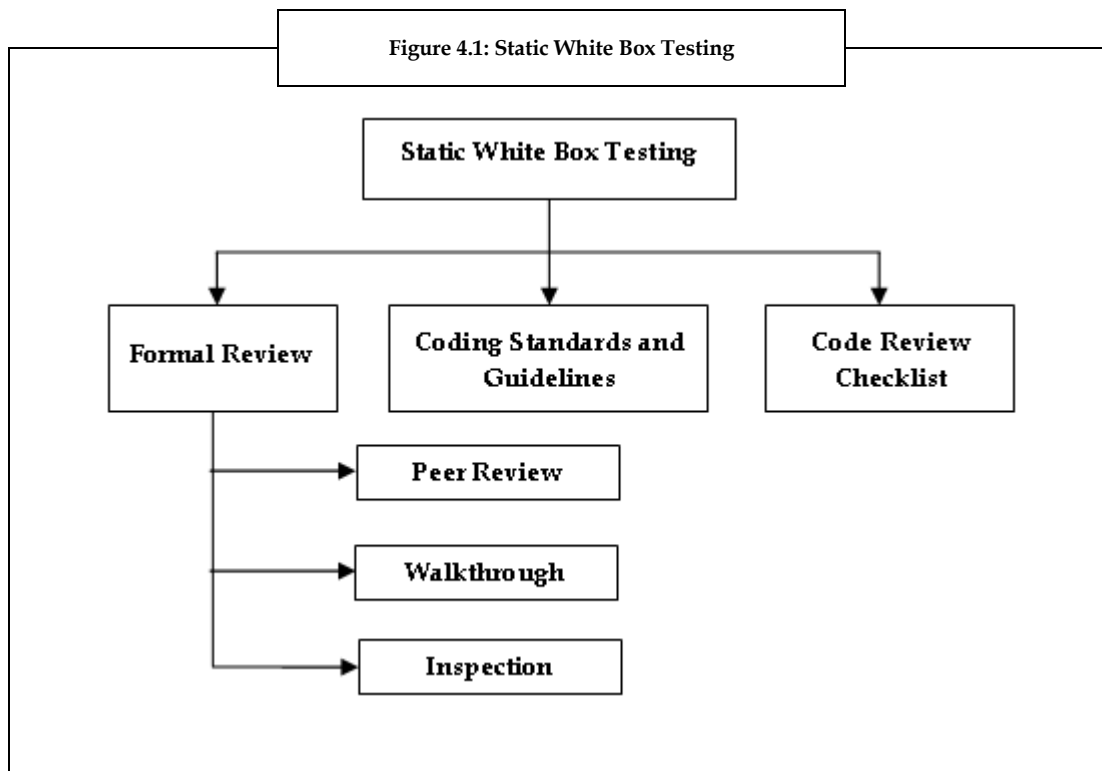 Figure 4.1: Static White Box Testing
Static White Box Testing
Formal Review
Coding Standards and
Guidelines
Code Review
Checklist
Peer Review
Walkthrough
Inspection